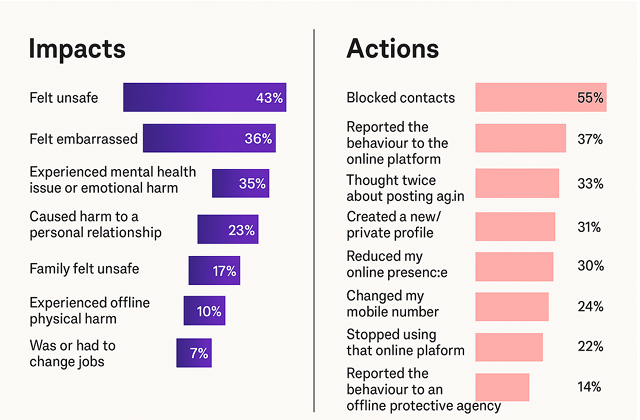 Impacts
Felt unsafe
43%
Felt embarrassed
36%
Experienced mental health
issue or emotional harm
35%
Caused harm to a
personal relationship
23%
Family felt unsafe
17%
Experienced offline
physical harm
10%
Was or had to
change jobs
7%
Actions
Blocked contacts
55%
Reported the
behaviour to the
online platform
37%
Thought twice
about posting ag.in
33%
Created a new/
private profile
31%
Reduced my
online presenc:e
30%
Changed my
mobile number
24%
Stopped using
that online plaform
22%
Reported the
behaviour to an
offline protective agency
14%